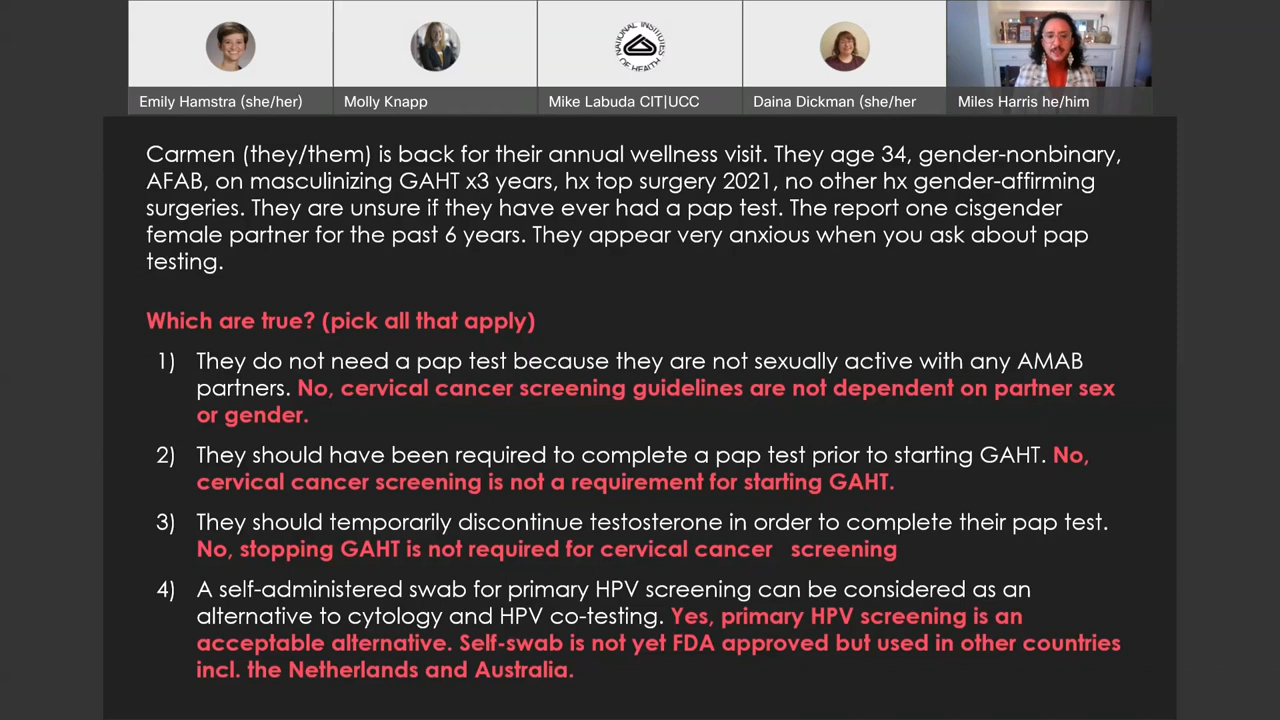 NATIONAL INSTITUTES OF HEALTH
Emily Hamstra (she/her)
Molly Knapp
Mike Labuda CIT|UCC
Daina Dickman (she/her
Miles Harris he/him
Carmen (they/them) is back for their annual wellness visit. They age 34, gender-nonbinary,
AFAB, on masculinizing GAHT x3 years, hx top surgery 2021, no other hx gender-affirming
surgeries. They are unsure if they have ever had a pap test. The report one cisgender
female partner for the past 6 years. They appear very anxious when you ask about pap
testing.
Which are true? (pick all that apply)
1) They do not need a pap test because they are not sexually active with any AMAB
partners. No, cervical cancer screening guidelines are not dependent on partner sex
or gender.
2) They should have been required to complete a pap test prior to starting GAHT. No,
cervical cancer screening is not a requirement for starting GAHT.
3) They should temporarily discontinue testosterone in order to complete their pap test.
No, stopping GAHT is not required for cervical cancer screening
4) A self-administered swab for primary HPV screening can be considered as an
alternative to cytology and HPV co-testing. Yes, primary HPV screening is an
acceptable alternative. Self-swab is not yet FDA approved but used in other countries
incl. the Netherlands and Australia.